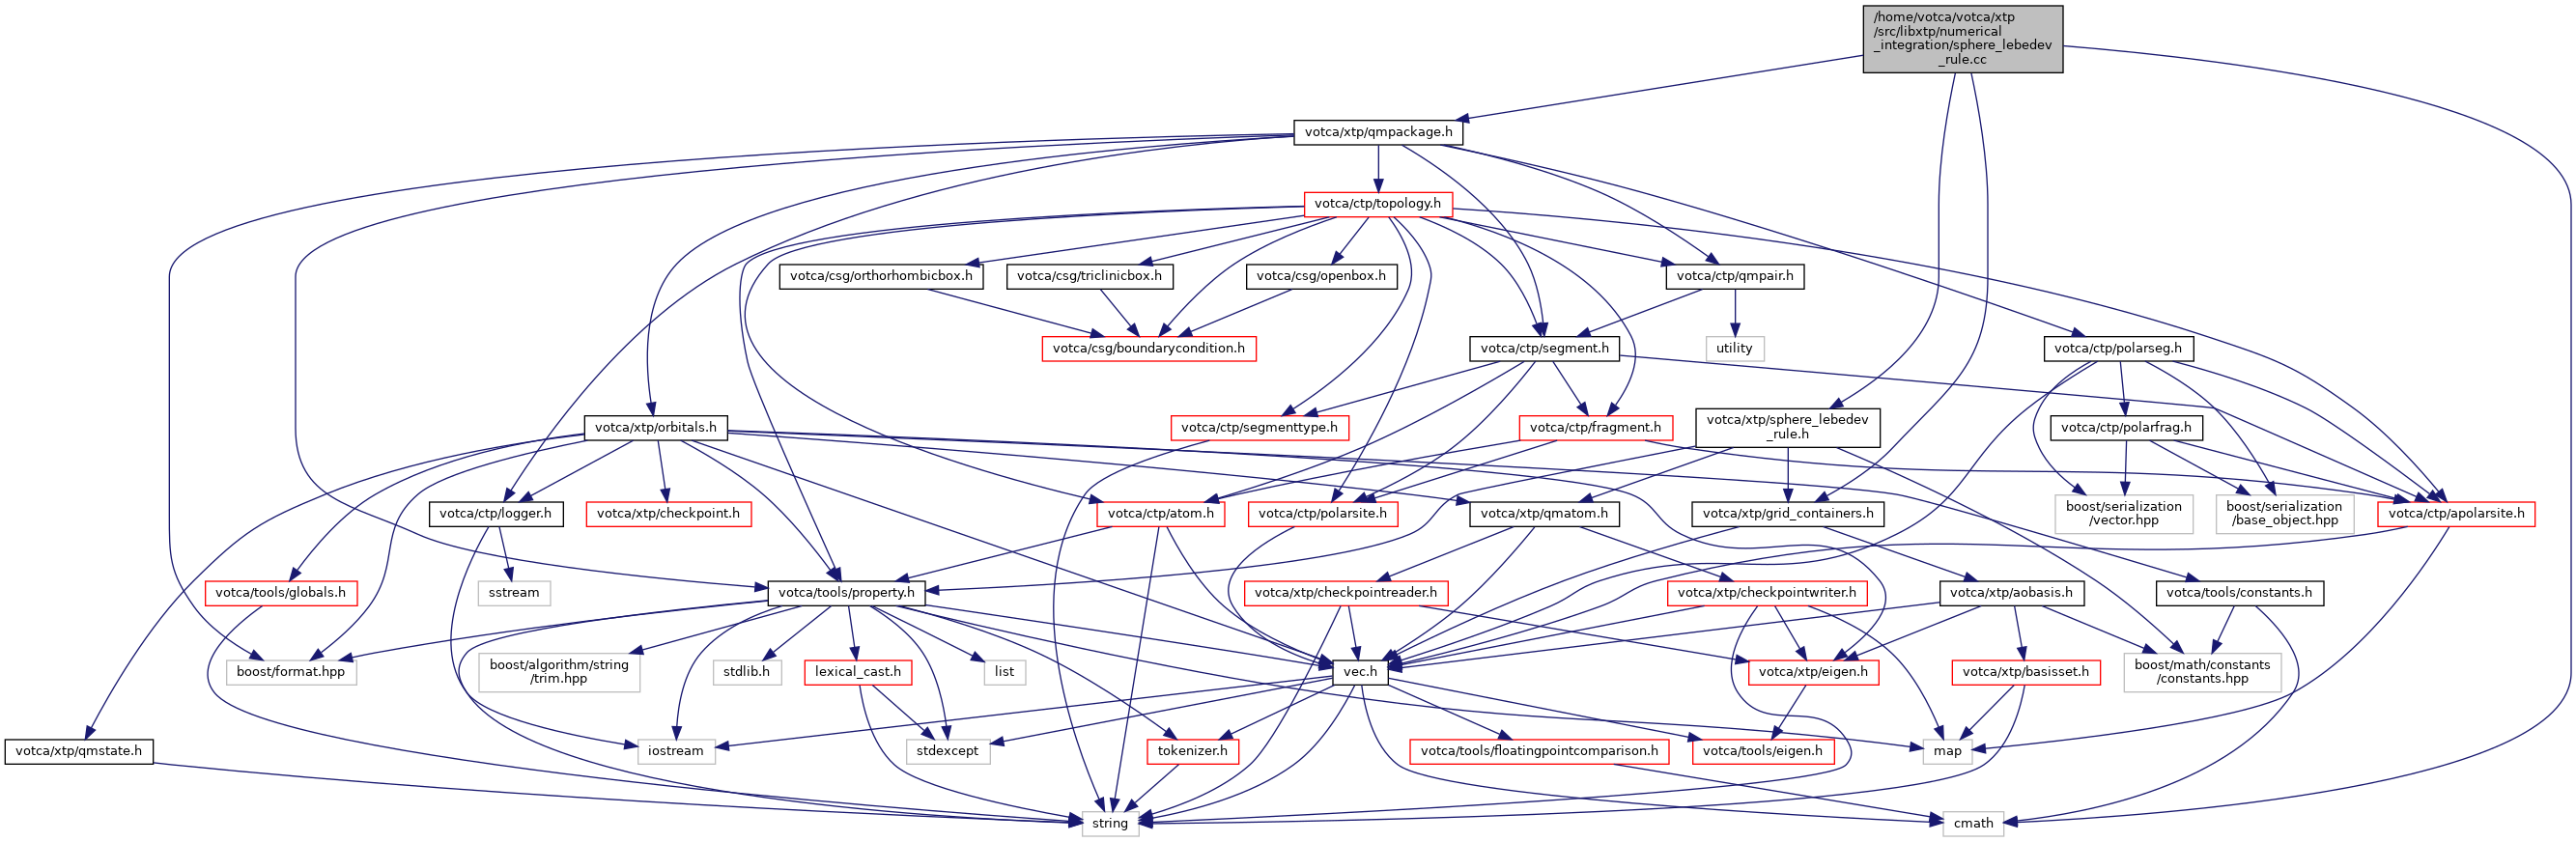 /home/votca/votca/xtp
/src/libxtp/numerical
_integration/sphere_lebedev
_rule.cc
votca/xtp/qmpackage.h
votca/ctp/topology.h
votca/csg/orthorhombicbox.h
votca/csg/triclinicbox.h
votca/csg/openbox.h
votca/ctp/qmpair.h
votca/csg/boundarycondition.h
votca/ctp/segment.h
utility
votca/ctp/polarseg.h
votca/xtp/orbitals.h
votca/ctp/segmenttype.h
votca/ctp/fragment.h
votca/xtp/sphere_lebedev
_rule.h
votca/ctp/polarfrag.h
votca/ctp/logger.h
votca/xtp/checkpoint.h
votca/ctp/atom.h
votca/ctp/polarsite.h
votca/xtp/qmatom.h
votca/xtp/grid_containers.h
boost/serialization
/vector.hpp
boost/serialization
/base_object.hpp
votca/ctp/apolarsite.h
votca/tools/globals.h
sstream
votca/tools/property.h
votca/xtp/checkpointreader.h
votca/xtp/checkpointwriter.h
votca/xtp/aobasis.h
votca/tools/constants.h
boost/format.hpp
boost/algorithm/string
/trim.hpp
stdlib.h
lexical_cast.h
list
vec.h
votca/xtp/eigen.h
votca/xtp/basisset.h
boost/math/constants
/constants.hpp
votca/xtp/qmstate.h
iostream
stdexcept
tokenizer.h
votca/tools/floatingpointcomparison.h
votca/tools/eigen.h
map
string
cmath